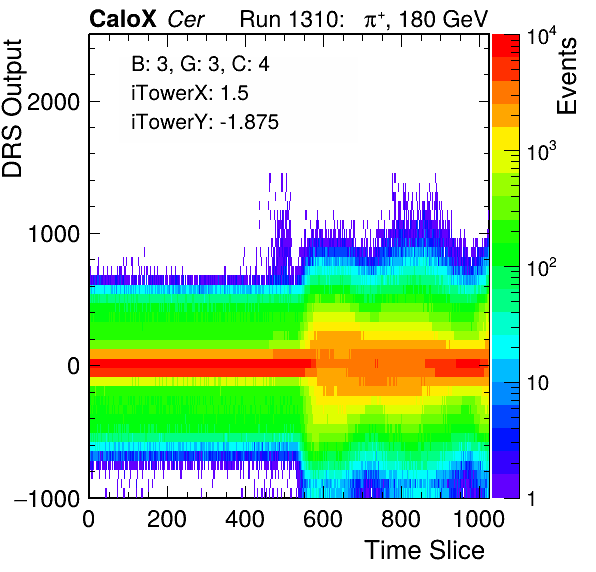 CaloX Cer Run 1310: π⁺, 180 GeV
B: 3, G: 3, C: 4
iTowerX: 1.5
iTowerY: -1.875
DRS Output
2000
1000
0
−1000
0 200 400 600 800 1000
Time Slice
Events
10⁴
10³
10²
10
1